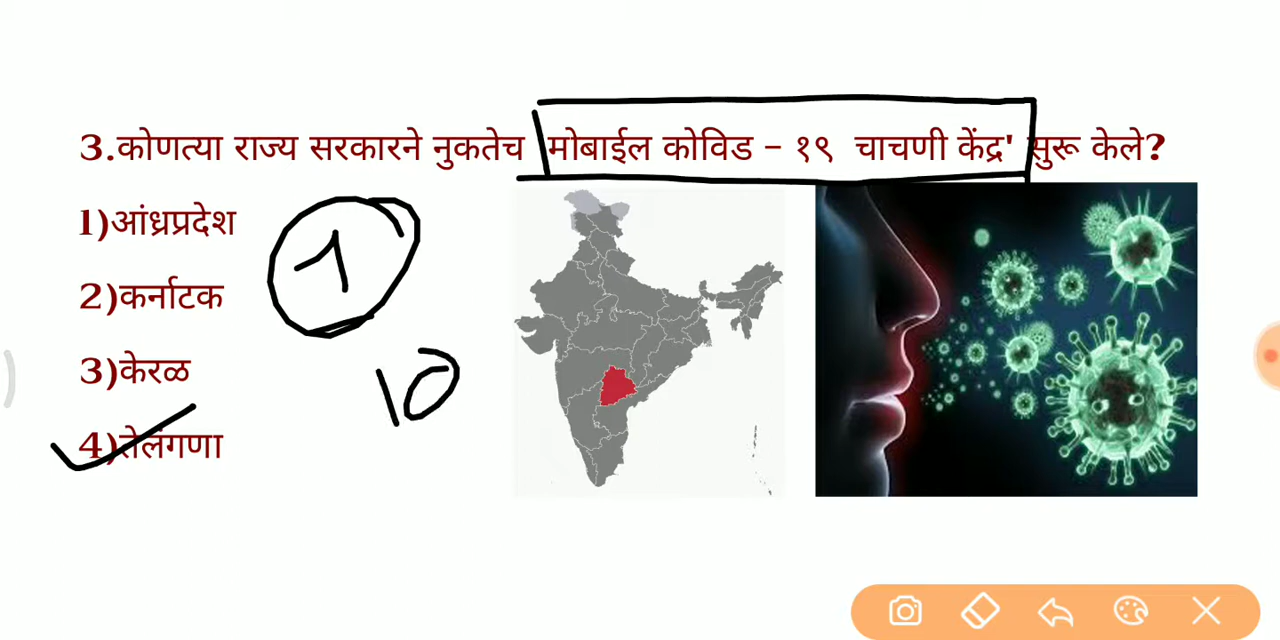 3.कोणत्या राज्य सरकारने नुकतेच 'मोबाईल कोविड – १९ चाचणी केंद्र' सुरू केले?
1)आंध्रप्रदेश
1
2)कर्नाटक
3)केरळ
10
4)तेलंगणा